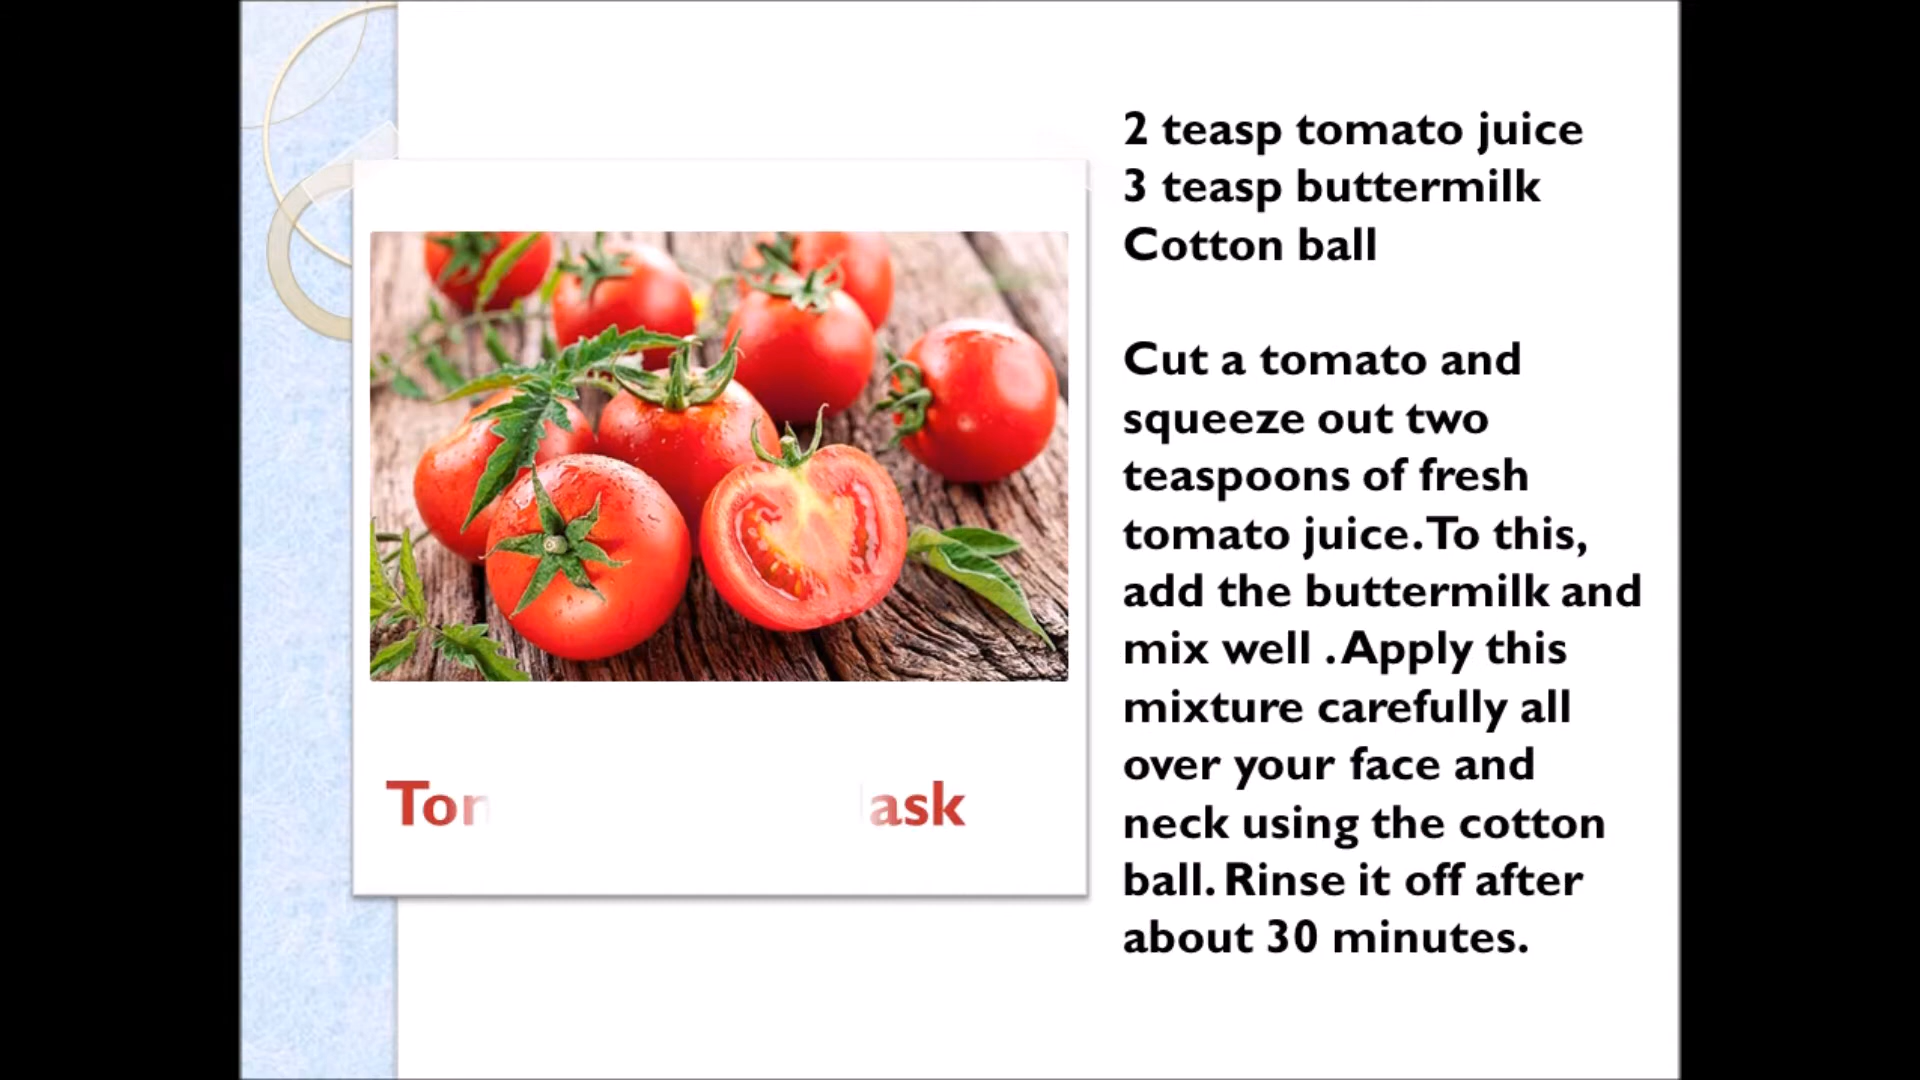 2 teasp tomato juice
3 teasp buttermilk
Cotton ball
Cut a tomato and
squeeze out two
teaspoons of fresh
tomato juice. To this,
add the buttermilk and
mix well . Apply this
mixture carefully all
over your face and
neck using the cotton
ball. Rinse it off after
about 30 minutes.